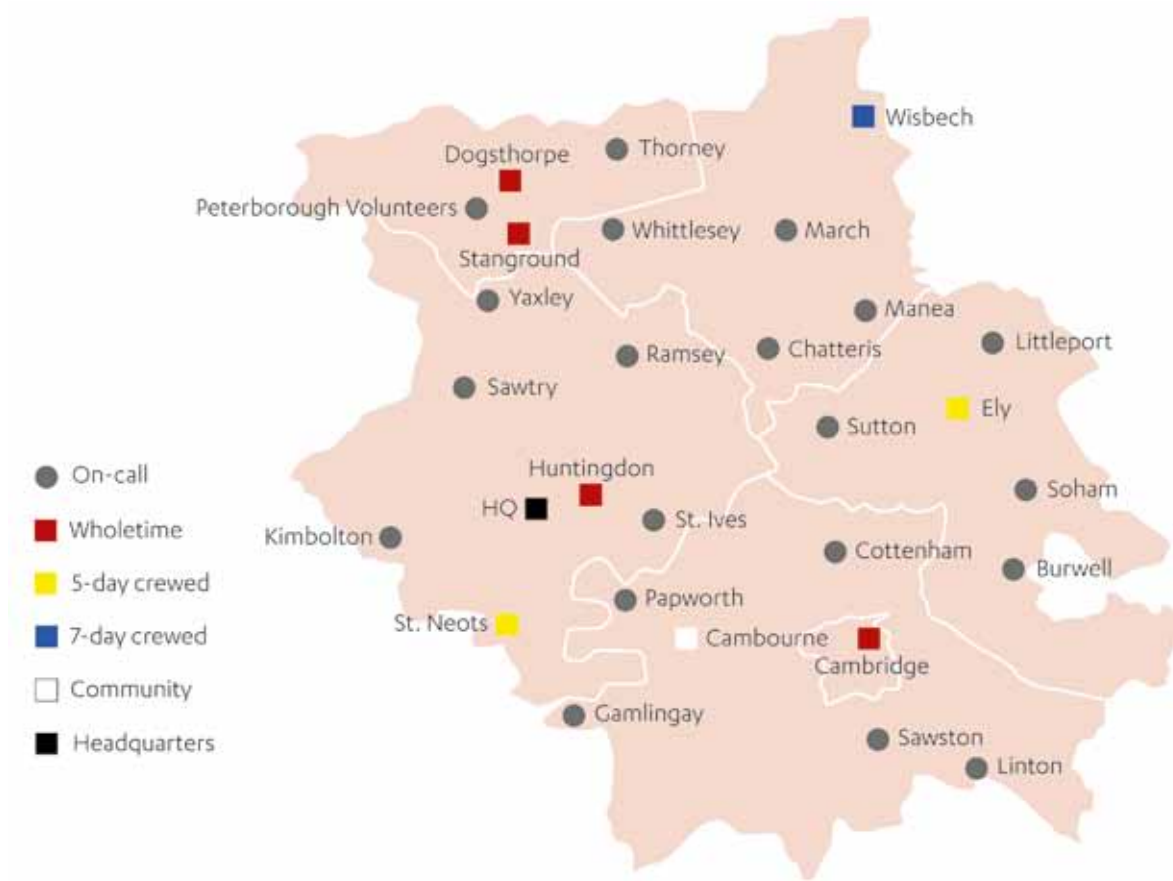 Wisbech
Thorney
Dogsthorpe
Peterborough Volunteers
Whittlesey
March
Stanground
Yaxley
Manea
Littleport
Ramsey
Chatteris
Sawtry
Ely
Sutton
Huntingdon
HQ
Soham
St. Ives
Kimbolton
Cottenham
Burwell
Papworth
St. Neots
Cambourne
Cambridge
Gamlingay
Sawston
Linton
On-call
Wholetime
5-day crewed
7-day crewed
Community
Headquarters